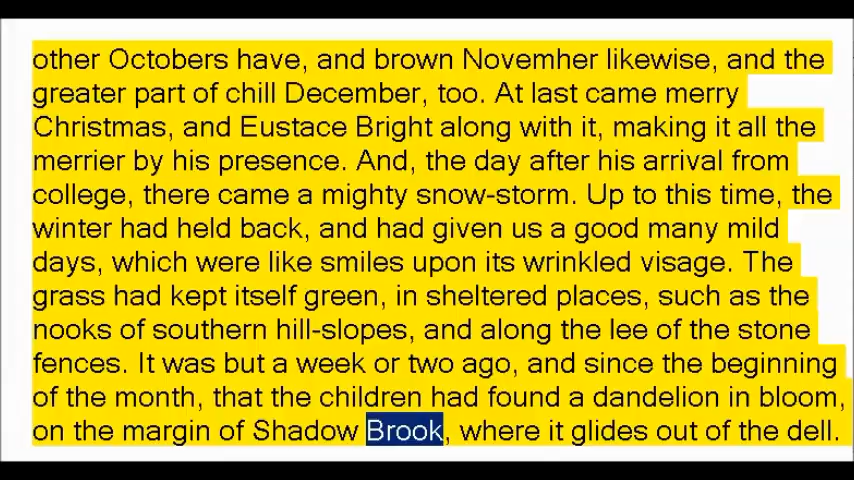 other Octobers have, and brown Novemher likewise, and the
greater part of chill December, too. At last came merry
Christmas, and Eustace Bright along with it, making it all the
merrier by his presence. And, the day after his arrival from
college, there came a mighty snow-storm. Up to this time, the
winter had held back, and had given us a good many mild
days, which were like smiles upon its wrinkled visage. The
grass had kept itself green, in sheltered places, such as the
nooks of southern hill-slopes, and along the lee of the stone
fences. It was but a week or two ago, and since the beginning
of the month, that the children had found a dandelion in bloom,
on the margin of Shadow Brook, where it glides out of the dell.